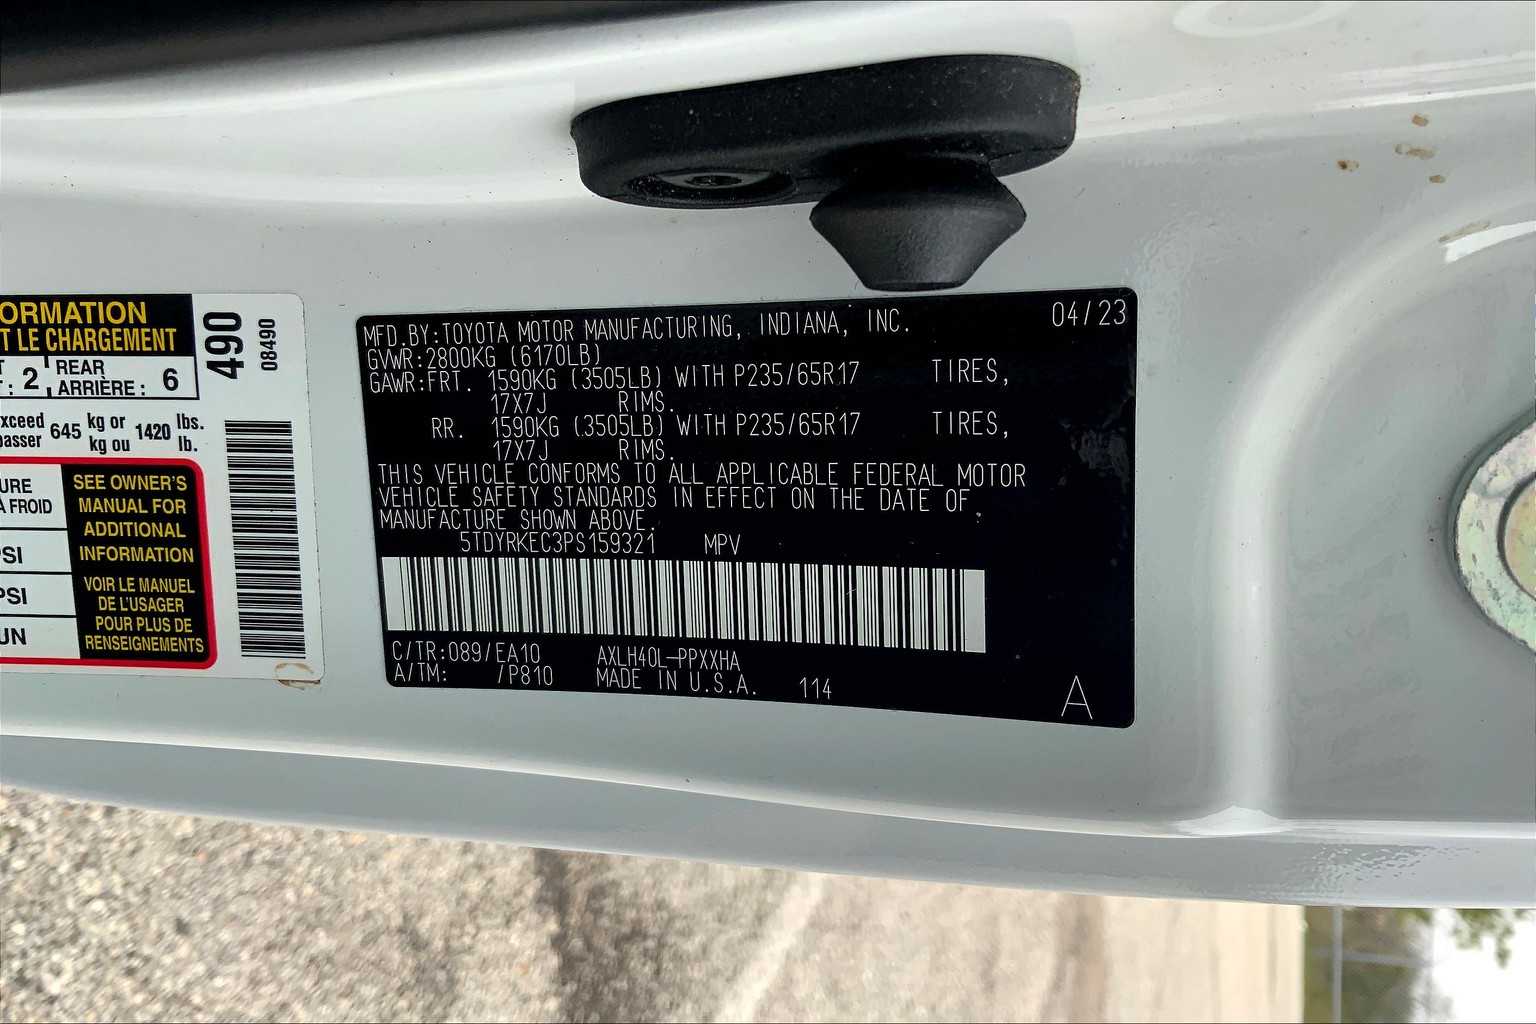 ORMATION
T LE CHARGEMENT
: 2
REAR
ARRIÈRE : 6
kg or
645
1420
lbs.
kg ou
lb.
A FROID
PSI
PSI
SEE OWNER'S
MANUAL FOR
ADDITIONAL
INFORMATION
VOIR LE MANUEL
DE L'USAGER
POUR PLUS DE
RENSEIGNEMENTS
490
08490
MFD.BY:TOYOTA MOTOR MANUFACTURING, INDIANA, INC. 04/23
GVWR:2800KG (6170LB)
GAWR:FRT. 1590KG (3505LB) WITH P235/65R17 TIRES,
17X7J RIMS.
RR. 1590KG (3505LB) WITH P235/65R17 TIRES,
17X7J RIMS.
THIS VEHICLE CONFORMS TO ALL APPLICABLE FEDERAL MOTOR
VEHICLE SAFETY STANDARDS IN EFFECT ON THE DATE OF
MANUFACTURE SHOWN ABOVE.
5TDYRKEC3PS159321 MPV
C/TR:089/EA10 AXLH40L-PPXXHA
A/TM: /P810 MADE IN U.S.A. 114
A